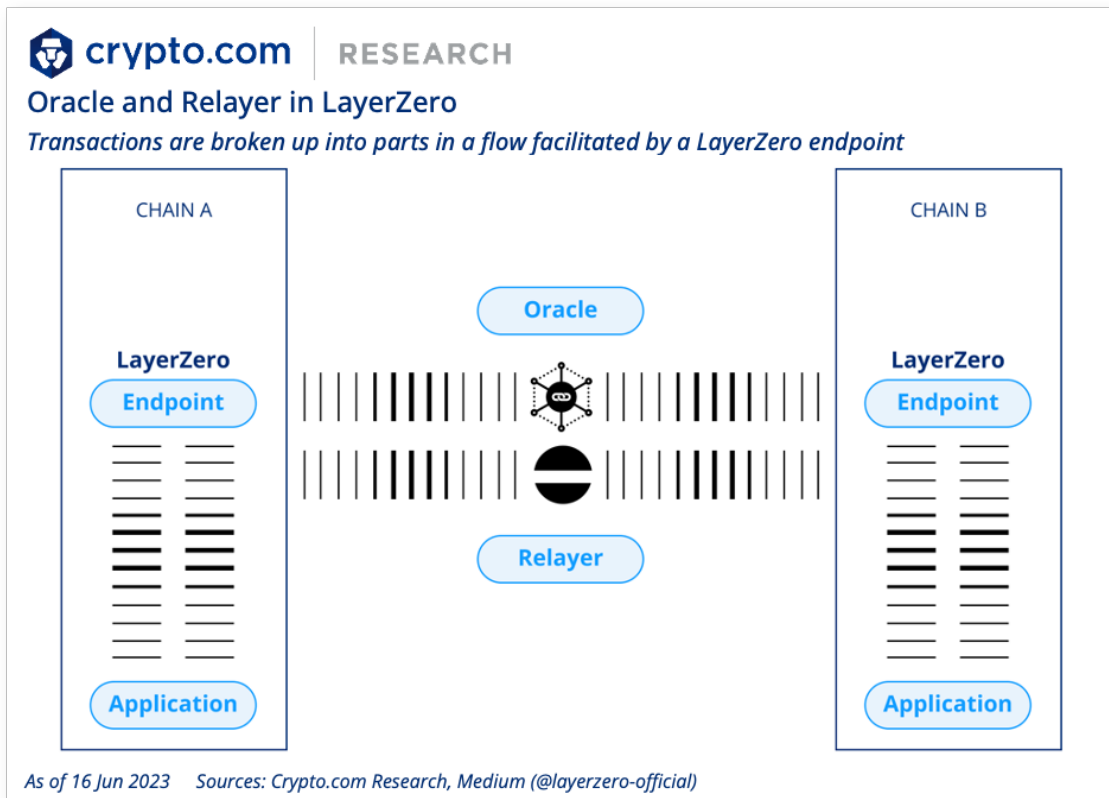 crypto.com RESEARCH
Oracle and Relayer in LayerZero
Transactions are broken up into parts in a flow facilitated by a LayerZero endpoint
CHAIN A
CHAIN B
Oracle
LayerZero
LayerZero
Endpoint
Endpoint
Relayer
Application
Application
As of 16 Jun 2023 Sources: Crypto.com Research, Medium (@layerzero-official)